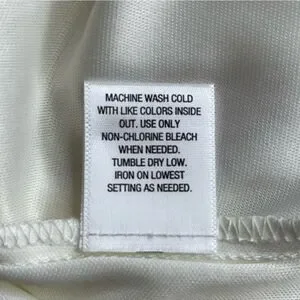 MACHINE WASH COLD
WITH LIKE COLORS INSIDE
OUT. USE ONLY
NON-CHLORINE BLEACH
WHEN NEEDED.
TUMBLE DRY LOW.
IRON ON LOWEST
SETTING AS NEEDED.